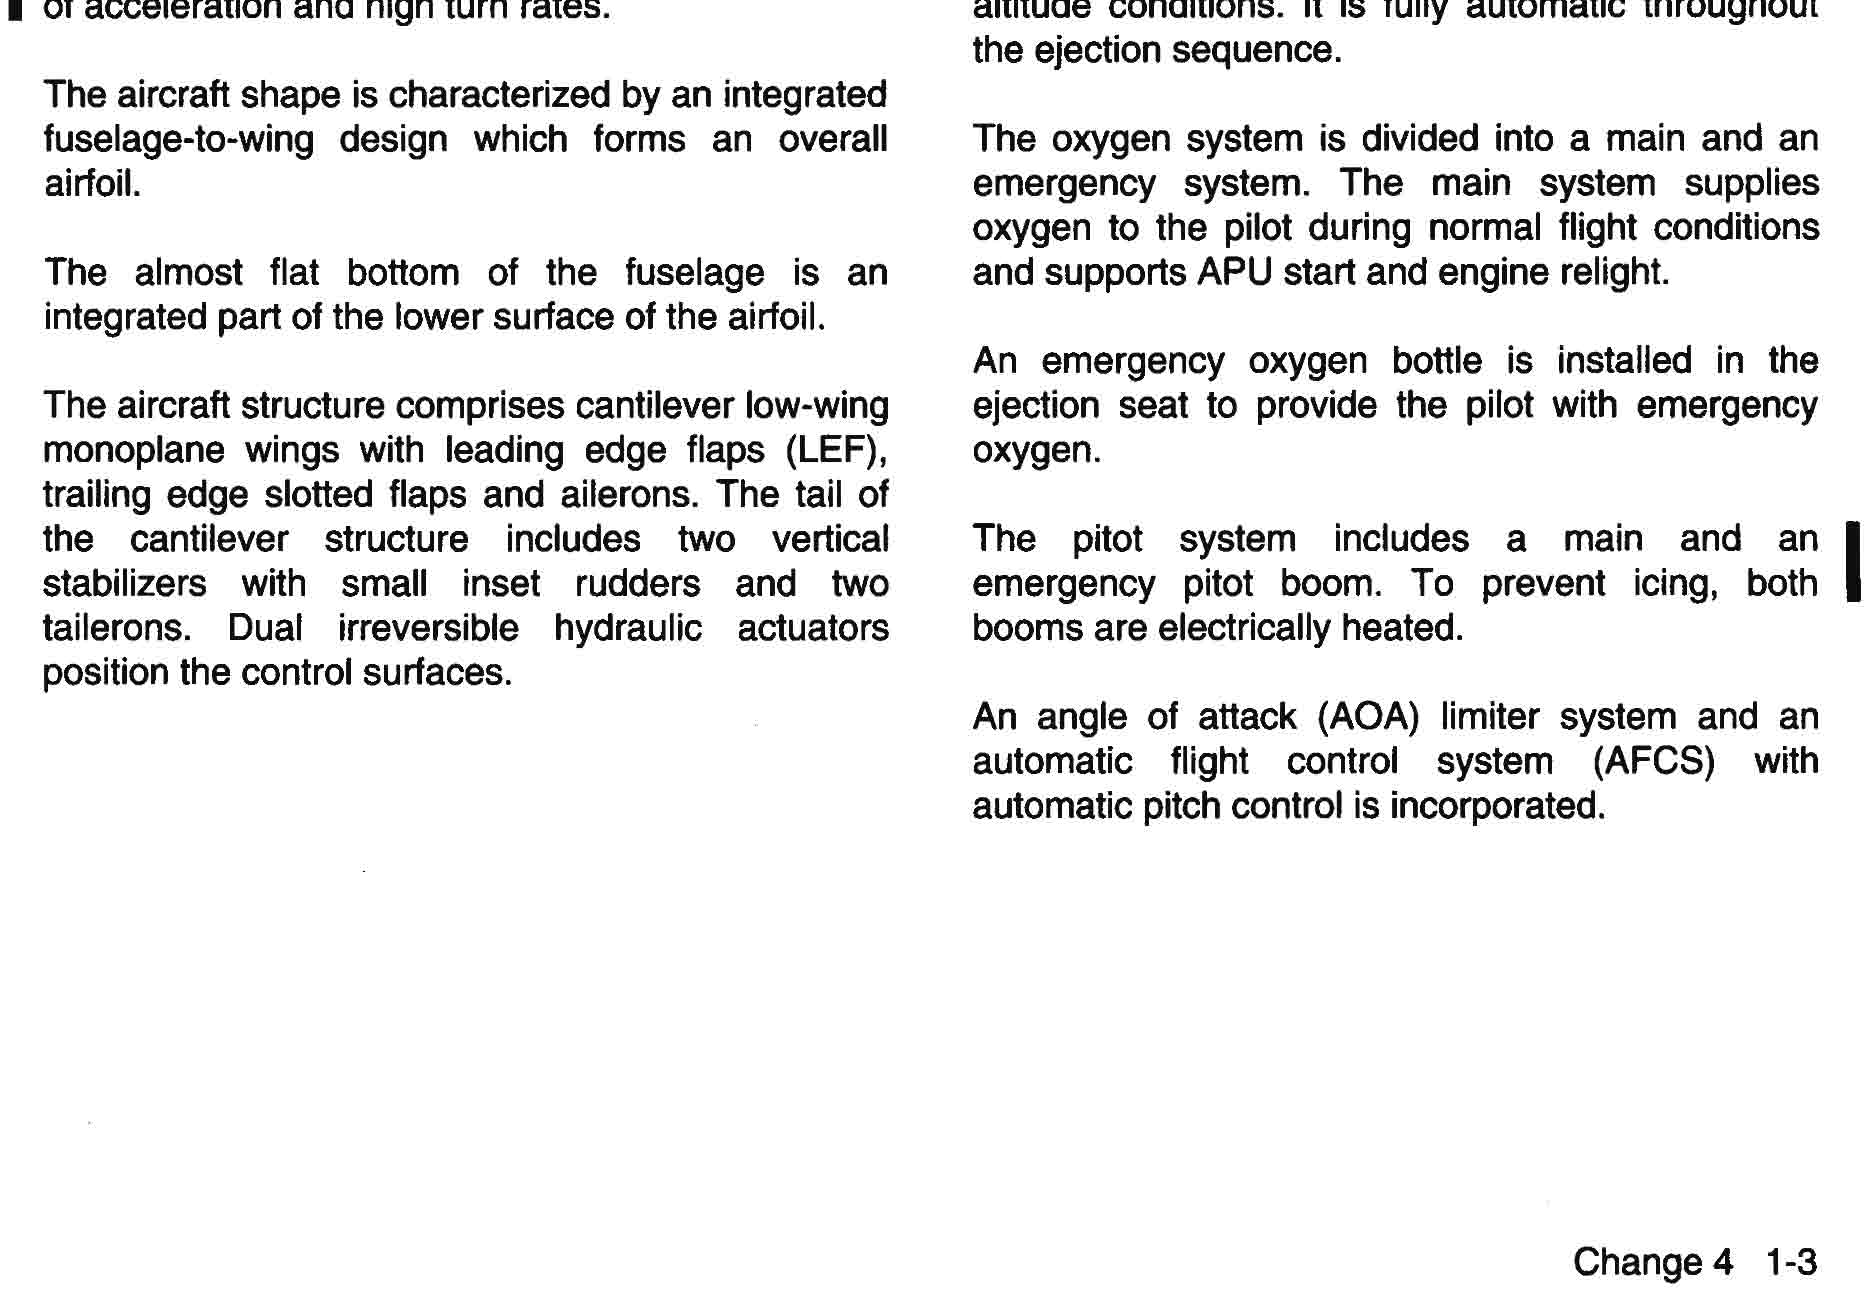 of acceleration and high turn rates.
The aircraft shape is characterized by an integrated
fuselage-to-wing design which forms an overall
airfoil.
The almost flat bottom of the fuselage is an
integrated part of the lower surface of the airfoil.
The aircraft structure comprises cantilever low-wing
monoplane wings with leading edge flaps (LEF),
trailing edge slotted flaps and ailerons. The tail of
the cantilever structure includes two vertical
stabilizers with small inset rudders and two
tailerons. Dual irreversible hydraulic actuators
position the control surfaces.
altitude conditions. It is fully automatic throughout
the ejection sequence.
The oxygen system is divided into a main and an
emergency system. The main system supplies
oxygen to the pilot during normal flight conditions
and supports APU start and engine relight.
An emergency oxygen bottle is installed in the
ejection seat to provide the pilot with emergency
oxygen.
The pitot system includes a main and an
emergency pitot boom. To prevent icing, both
booms are electrically heated.
An angle of attack (AOA) limiter system and an
automatic flight control system (AFCS) with
automatic pitch control is incorporated.
Change 4 1-3